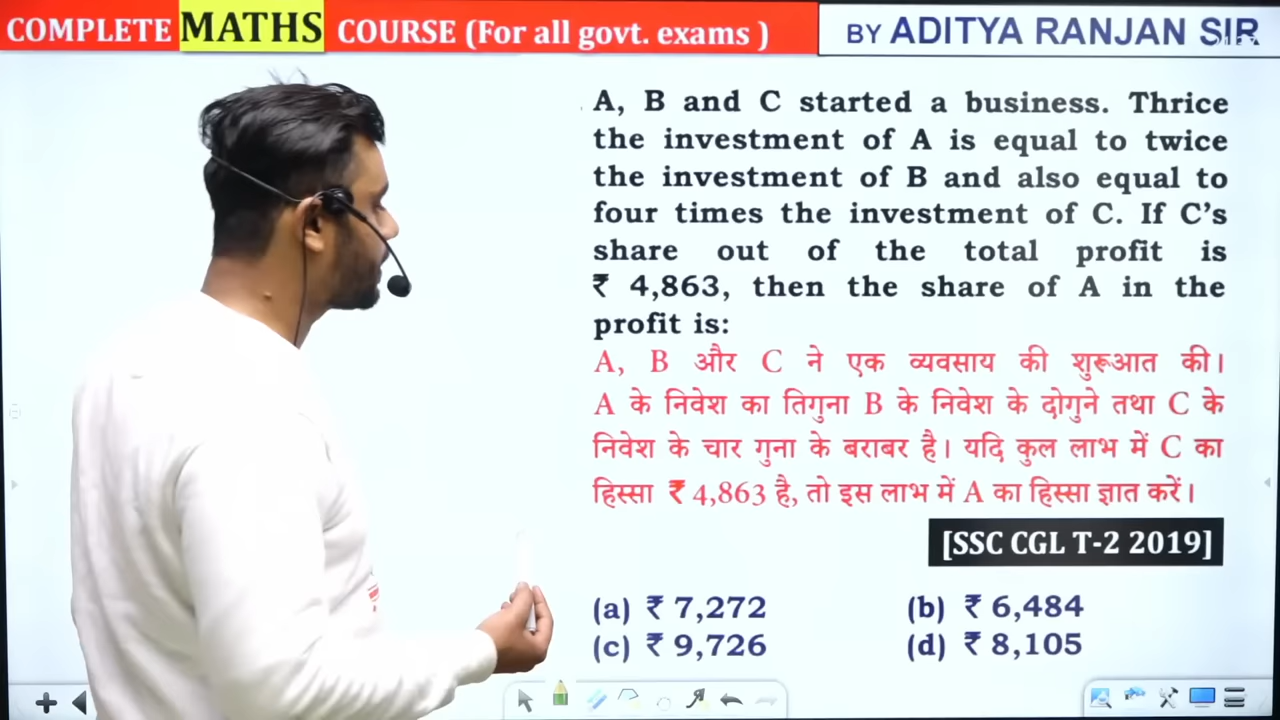 COMPLETE MATHS COURSE (For all govt. exams )
BY ADITYA RANJAN SIR
A, B and C started a business. Thrice
the investment of A is equal to twice
the investment of B and also equal to
four times the investment of C. If C's
share out of the total profit is
₹ 4,863, then the share of A in the
profit is:
A, B और C ने एक व्यवसाय की शुरूआत की।
A के निवेश का तिगुना B के निवेश के दोगुने तथा C के
निवेश के चार गुना के बराबर है। यदि कुल लाभ में C का
हिस्सा ₹ 4,863 है, तो इस लाभ में A का हिस्सा ज्ञात करें।
[SSC CGL T-2 2019]
(a) ₹ 7,272 (b) ₹ 6,484
(c) ₹ 9,726 (d) ₹ 8,105